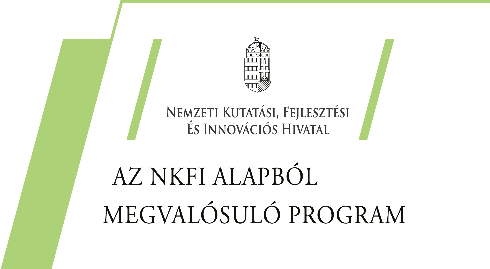 Nemzeti Kutatási, Fejlesztési
És Innovációs Hivatal
AZ NKFI ALAPBÓL
MEGVALÓSULÓ PROGRAM